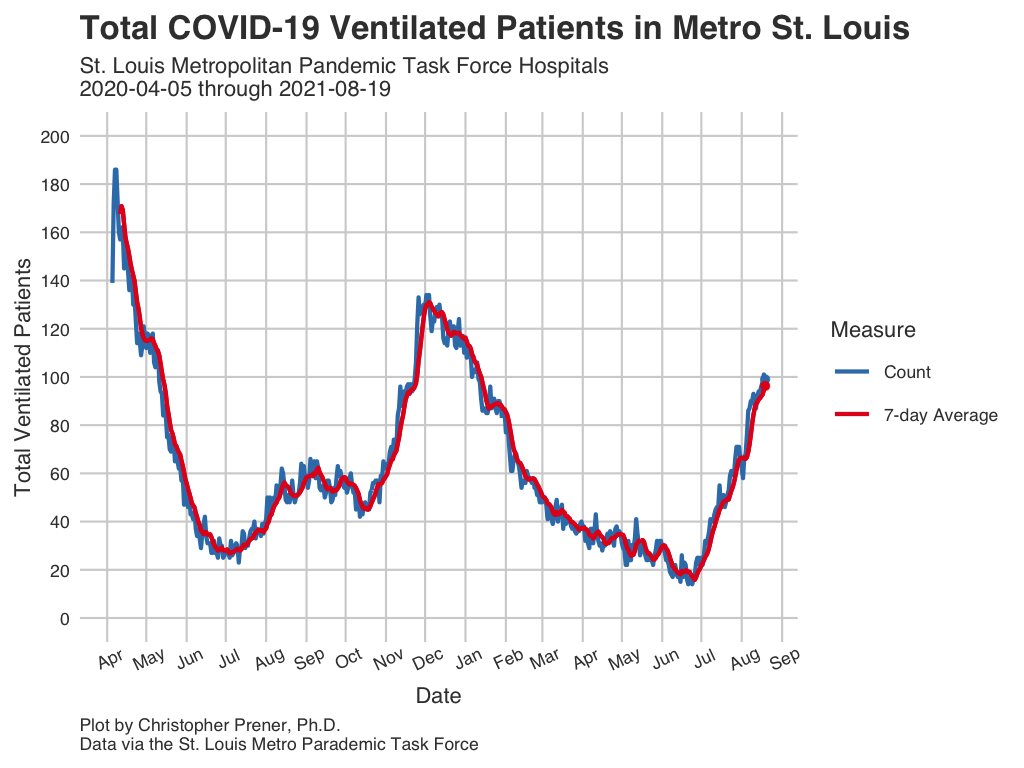 Total COVID-19 Ventilated Patients in Metro St. Louis
St. Louis Metropolitan Pandemic Task Force Hospitals
2020-04-05 through 2021-08-19
Total Ventilated Patients
200
180
160
140
120
100
80
60
40
20
0
Apr May Jun Jul Aug Sep Oct Nov Dec Jan Feb Mar Apr May Jun Jul Aug Sep
Date
Measure
Count
7-day Average
Plot by Christopher Prener, Ph.D.
Data via the St. Louis Metro Parademic Task Force